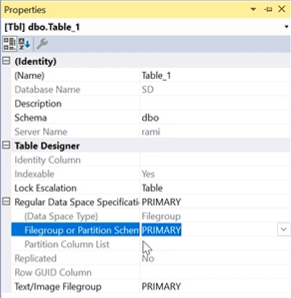 Properties
[Tbl] dbo.Table_1
(Identity)
(Name) Table_1
Database Name SD
Description
Schema dbo
Server Name rami
Table Designer
Identity Column
Indexable Yes
Lock Escalation Table
Regular Data Space Specificati PRIMARY
(Data Space Type) Filegroup
Filegroup or Partition Schem PRIMARY
Partition Column List
Replicated No
Row GUID Column
Text/Image Filegroup PRIMARY